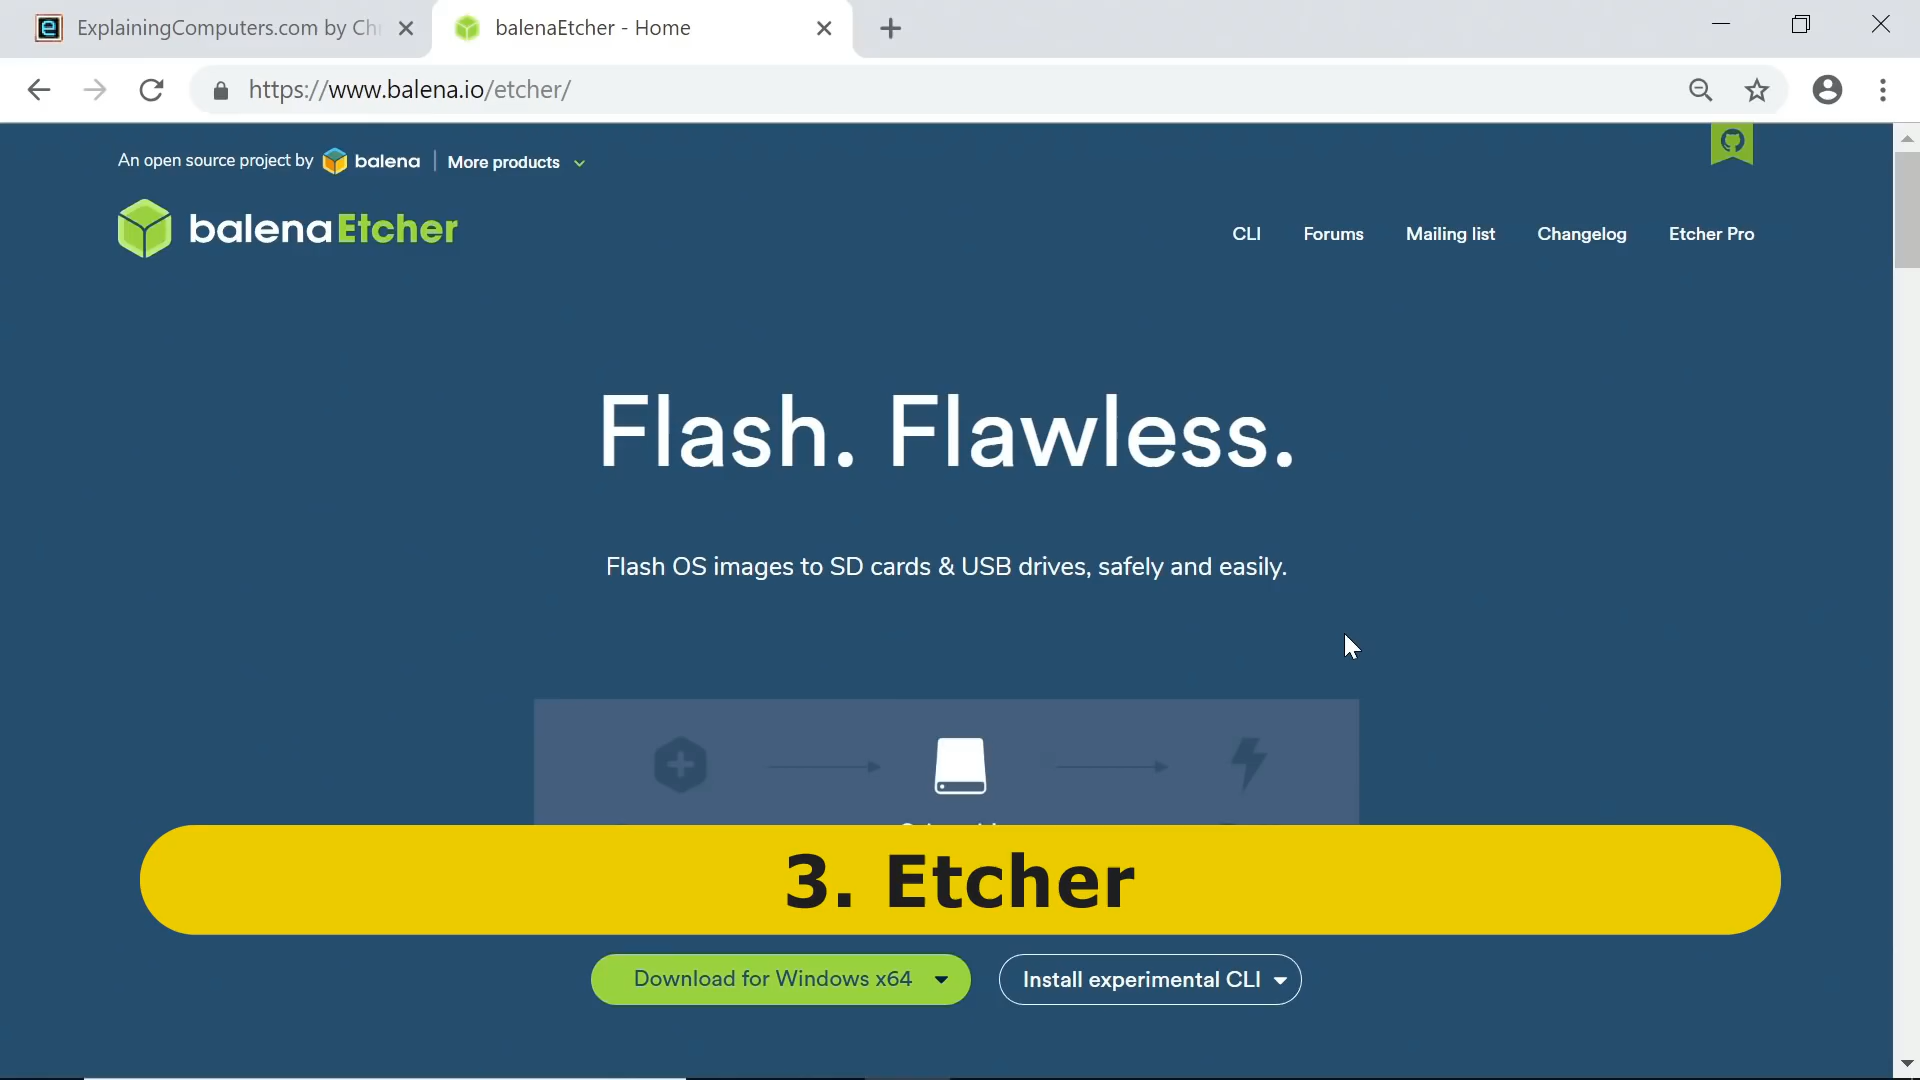 ExplainingComputers.com by Ch
balenaEtcher - Home
https://www.balena.io/etcher/
An open source project by balena More products
balenaEtcher
CLI Forums Mailing list Changelog Etcher Pro
Flash. Flawless.
Flash OS images to SD cards & USB drives, safely and easily.
3. Etcher
Download for Windows x64
Install experimental CLI